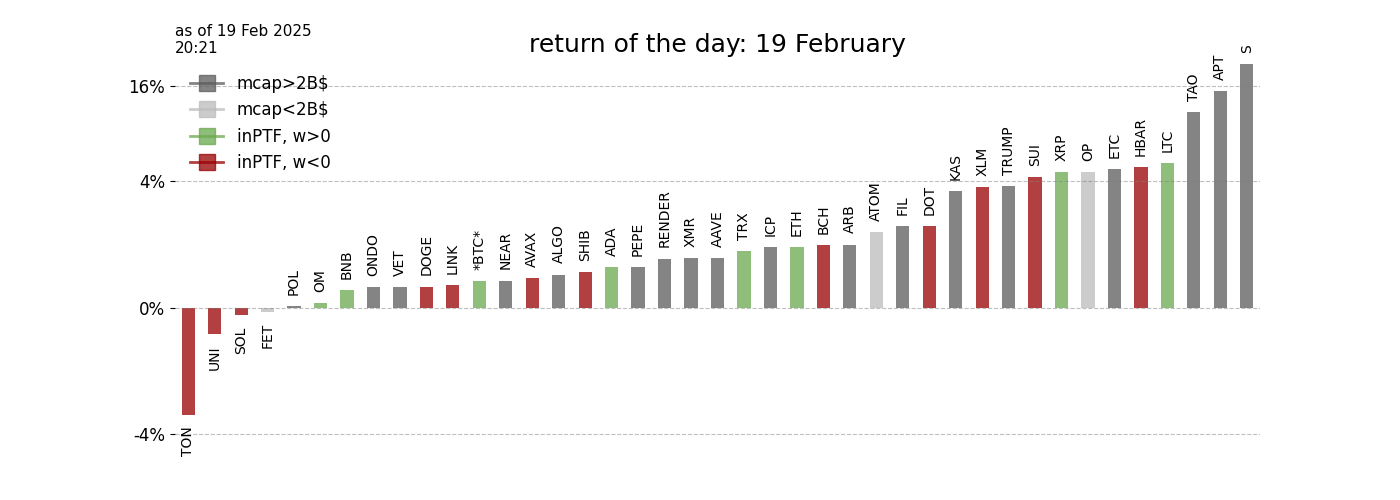 as of 19 Feb 2025
20:21
return of the day: 19 February
mcap>2B$
mcap<2B$
inPTF, w>0
inPTF, w<0
16%
4%
0%
-4%
TON
UNI
SOL
FET
POL
OM
BNB
ONDO
VET
DOGE
LINK
*BTC*
NEAR
AVAX
ALGO
SHIB
ADA
PEPE
RENDER
XMR
AAVE
TRX
ICP
ETH
BCH
ARB
ATOM
FIL
DOT
KAS
XLM
TRUMP
SUI
XRP
OP
ETC
HBAR
LTC
TAO
APT
S